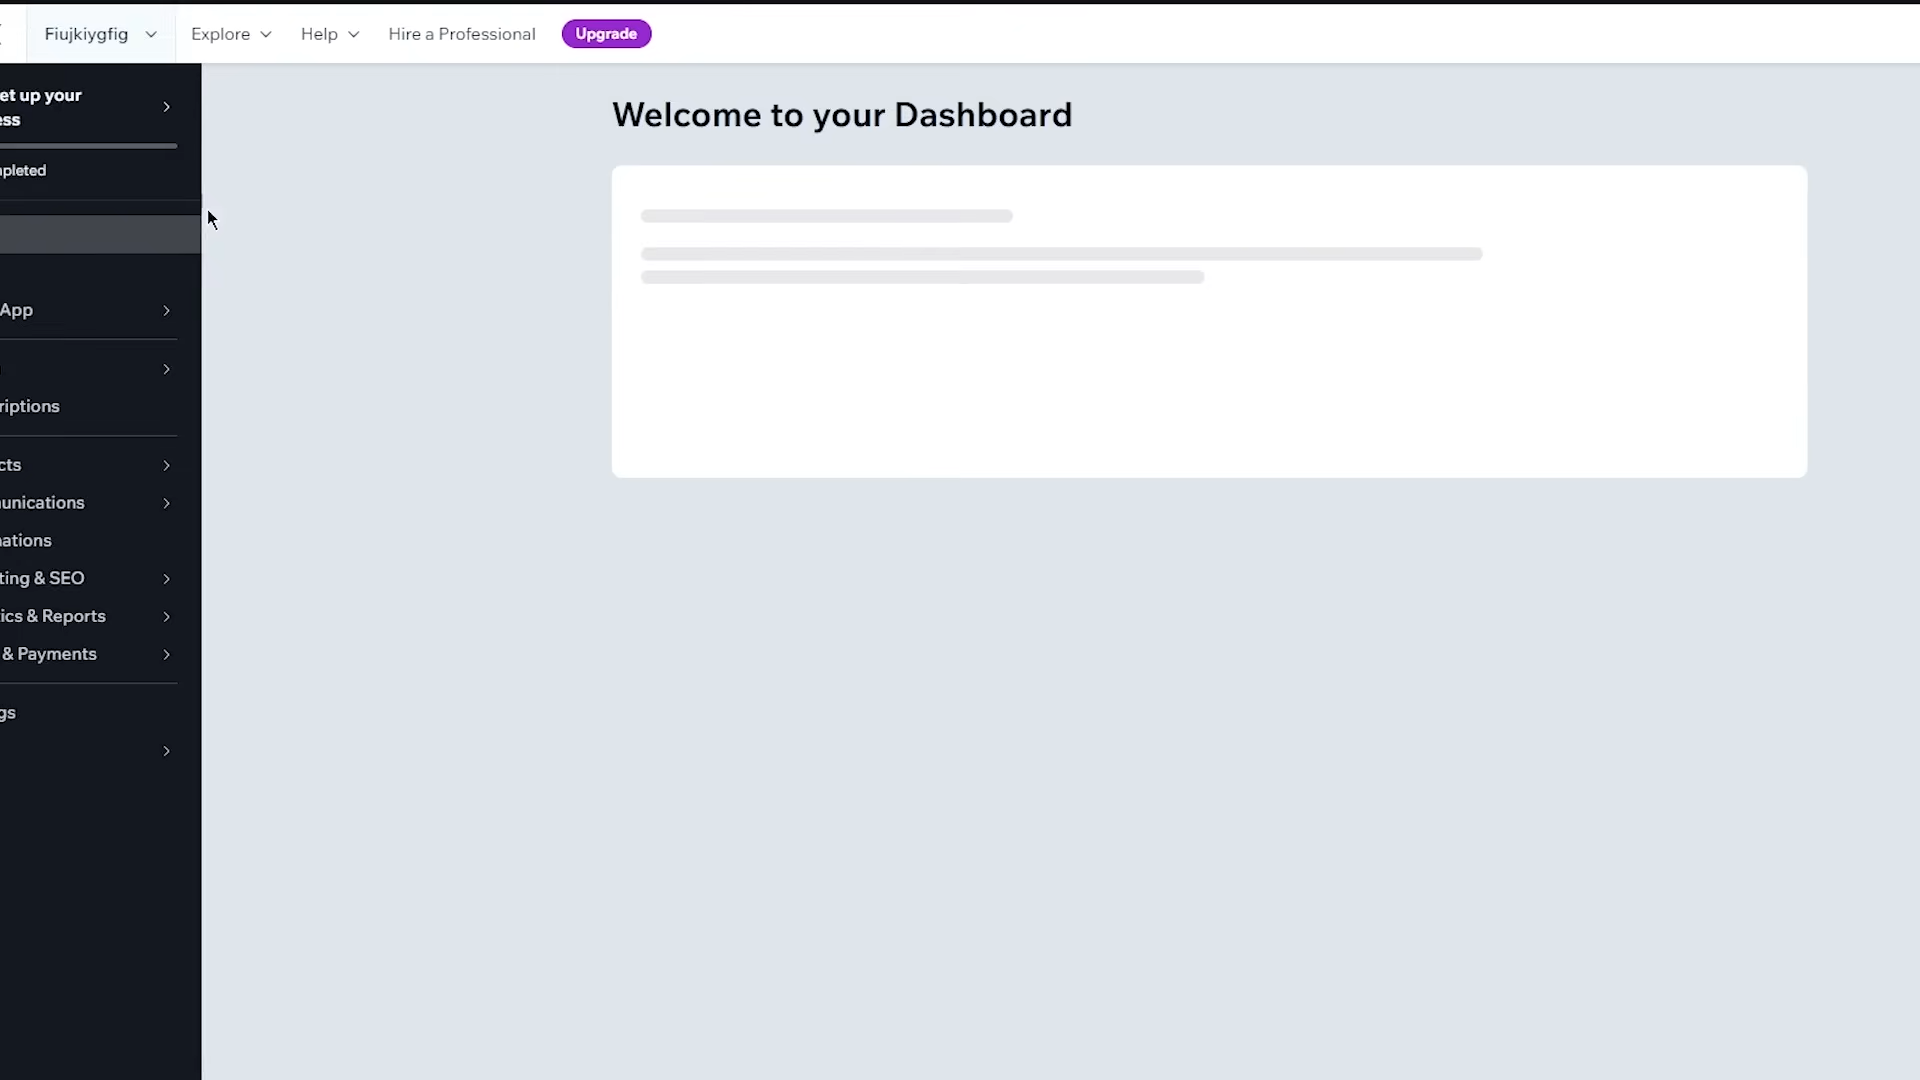 Fiujkiygfig
Explore
Help
Hire a Professional
Upgrade
et up your
ess
npleted
App
riptions
cts
unications
ations
ting & SEO
ics & Reports
& Payments
gs
Welcome to your Dashboard